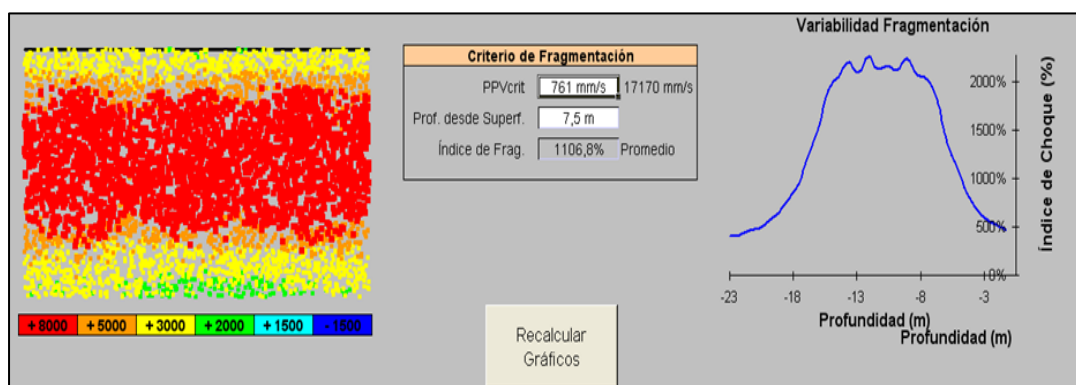 +8000 +5000 +3000 +2000 +1500 -1500
Criterio de Fragmentación
PPVcrit 761 mm/s 17170 mm/s
Prof. desde Superf. 7,5 m
Índice de Frag. 1106,8% Promedio
Recalcular
Gráficos
Variabilidad Fragmentación
2000%
1500%
1000%
500%
0%
Índice de Choque (%)
-23 -18 -13 -8 -3
Profundidad (m)
Profundidad (m)